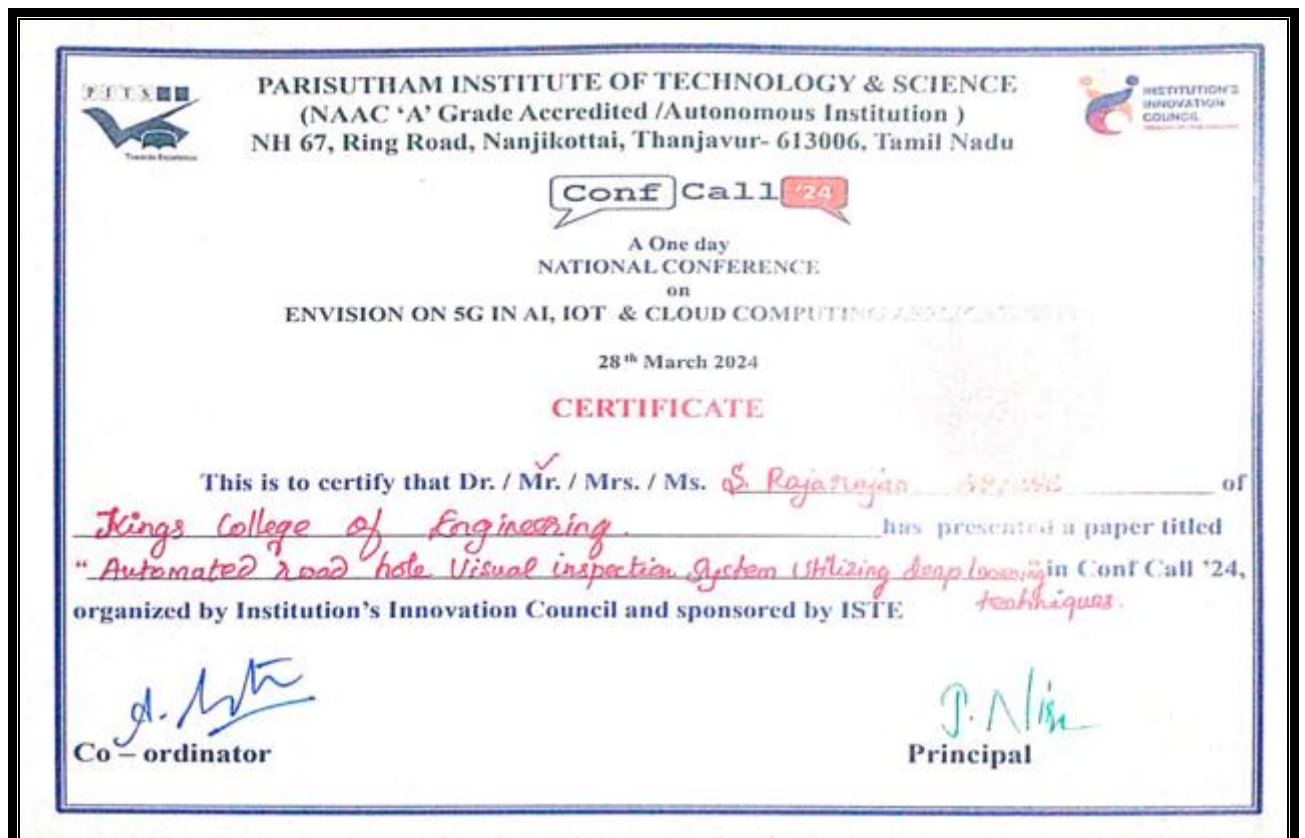 PITS
Towards Excellence
PARISUTHAM INSTITUTE OF TECHNOLOGY & SCIENCE
(NAAC ‘A’ Grade Accredited /Autonomous Institution )
NH 67, Ring Road, Nanjikottai, Thanjavur- 613006, Tamil Nadu
INSTITUTION'S
INNOVATION
COUNCIL
Conf Call '24
A One day
NATIONAL CONFERENCE
on
ENVISION ON 5G IN AI, IOT & CLOUD COMPUTING
28th March 2024
CERTIFICATE
This is to certify that Dr. / Mr. / Mrs. / Ms. S. Rajarajan of
Kings College of Engineering. has presented a paper titled
“ Automated road hole Visual inspection System Utilizing deap learning in Conf Call '24,
techniques.
organized by Institution's Innovation Council and sponsored by ISTE
Co – ordinator
Principal